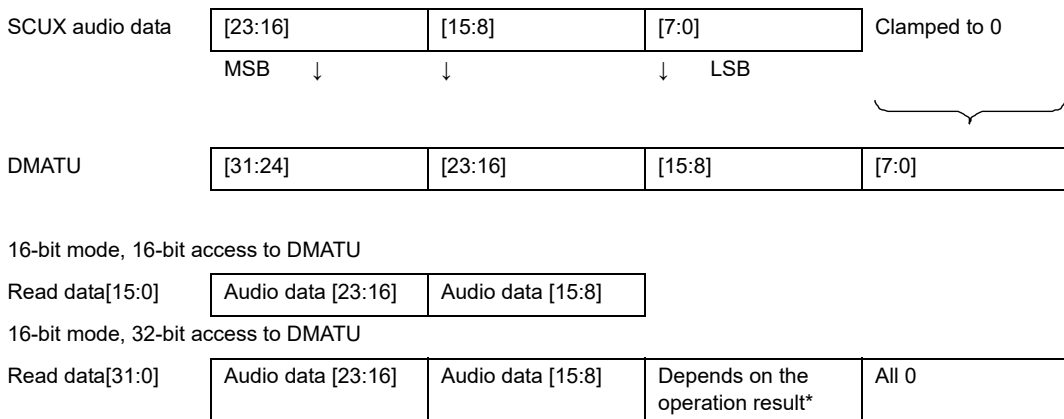 SCUX audio data [23:16] [15:8] [7:0] Clamped to 0
MSB ↓ ↓ ↓ LSB
DMATU [31:24] [23:16] [15:8] [7:0]
16-bit mode, 16-bit access to DMATU
Read data[15:0] Audio data [23:16] Audio data [15:8]
16-bit mode, 32-bit access to DMATU
Read data[31:0] Audio data [23:16] Audio data [15:8] Depends on the All 0
operation result*